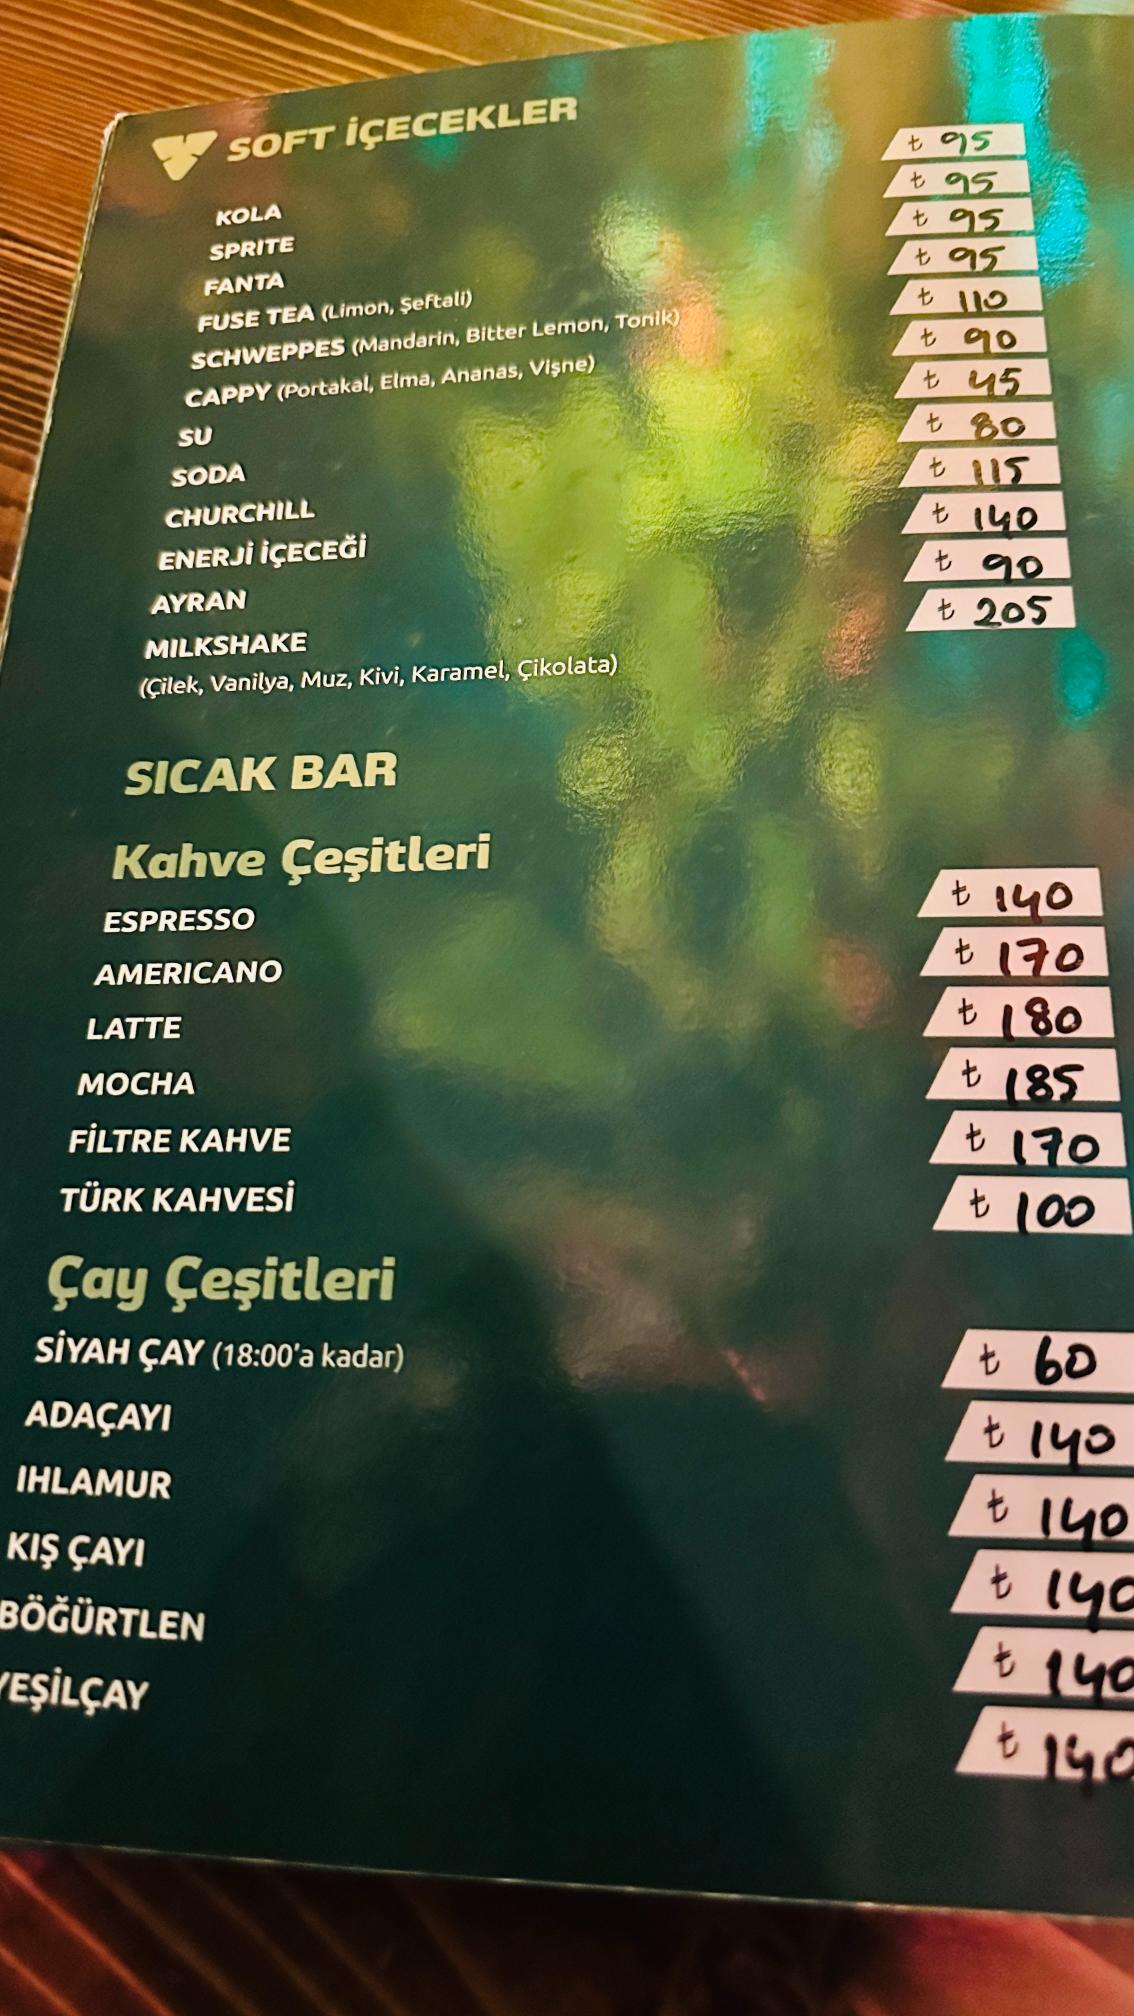 SOFT İÇECEKLER
KOLA ₺ 95
SPRITE ₺ 95
FANTA ₺ 95
FUSE TEA (Limon, Şeftali) ₺ 95
SCHWEPPES (Mandarin, Bitter Lemon, Tonik) ₺ 110
CAPPY (Portakal, Elma, Ananas, Vişne) ₺ 90
SU ₺ 45
SODA ₺ 80
CHURCHILL ₺ 115
ENERJİ İÇECEĞİ ₺ 140
AYRAN ₺ 90
MILKSHAKE ₺ 205
(Çilek, Vanilya, Muz, Kivi, Karamel, Çikolata)
SICAK BAR
Kahve Çeşitleri
ESPRESSO ₺ 140
AMERICANO ₺ 170
LATTE ₺ 180
MOCHA ₺ 185
FİLTRE KAHVE ₺ 170
TÜRK KAHVESİ ₺ 100
Çay Çeşitleri
SİYAH ÇAY (18:00'a kadar) ₺ 60
ADAÇAYI ₺ 140
IHLAMUR ₺ 140
KIŞ ÇAYI ₺ 140
BÖĞÜRTLEN ₺ 140
YEŞİLÇAY ₺ 140